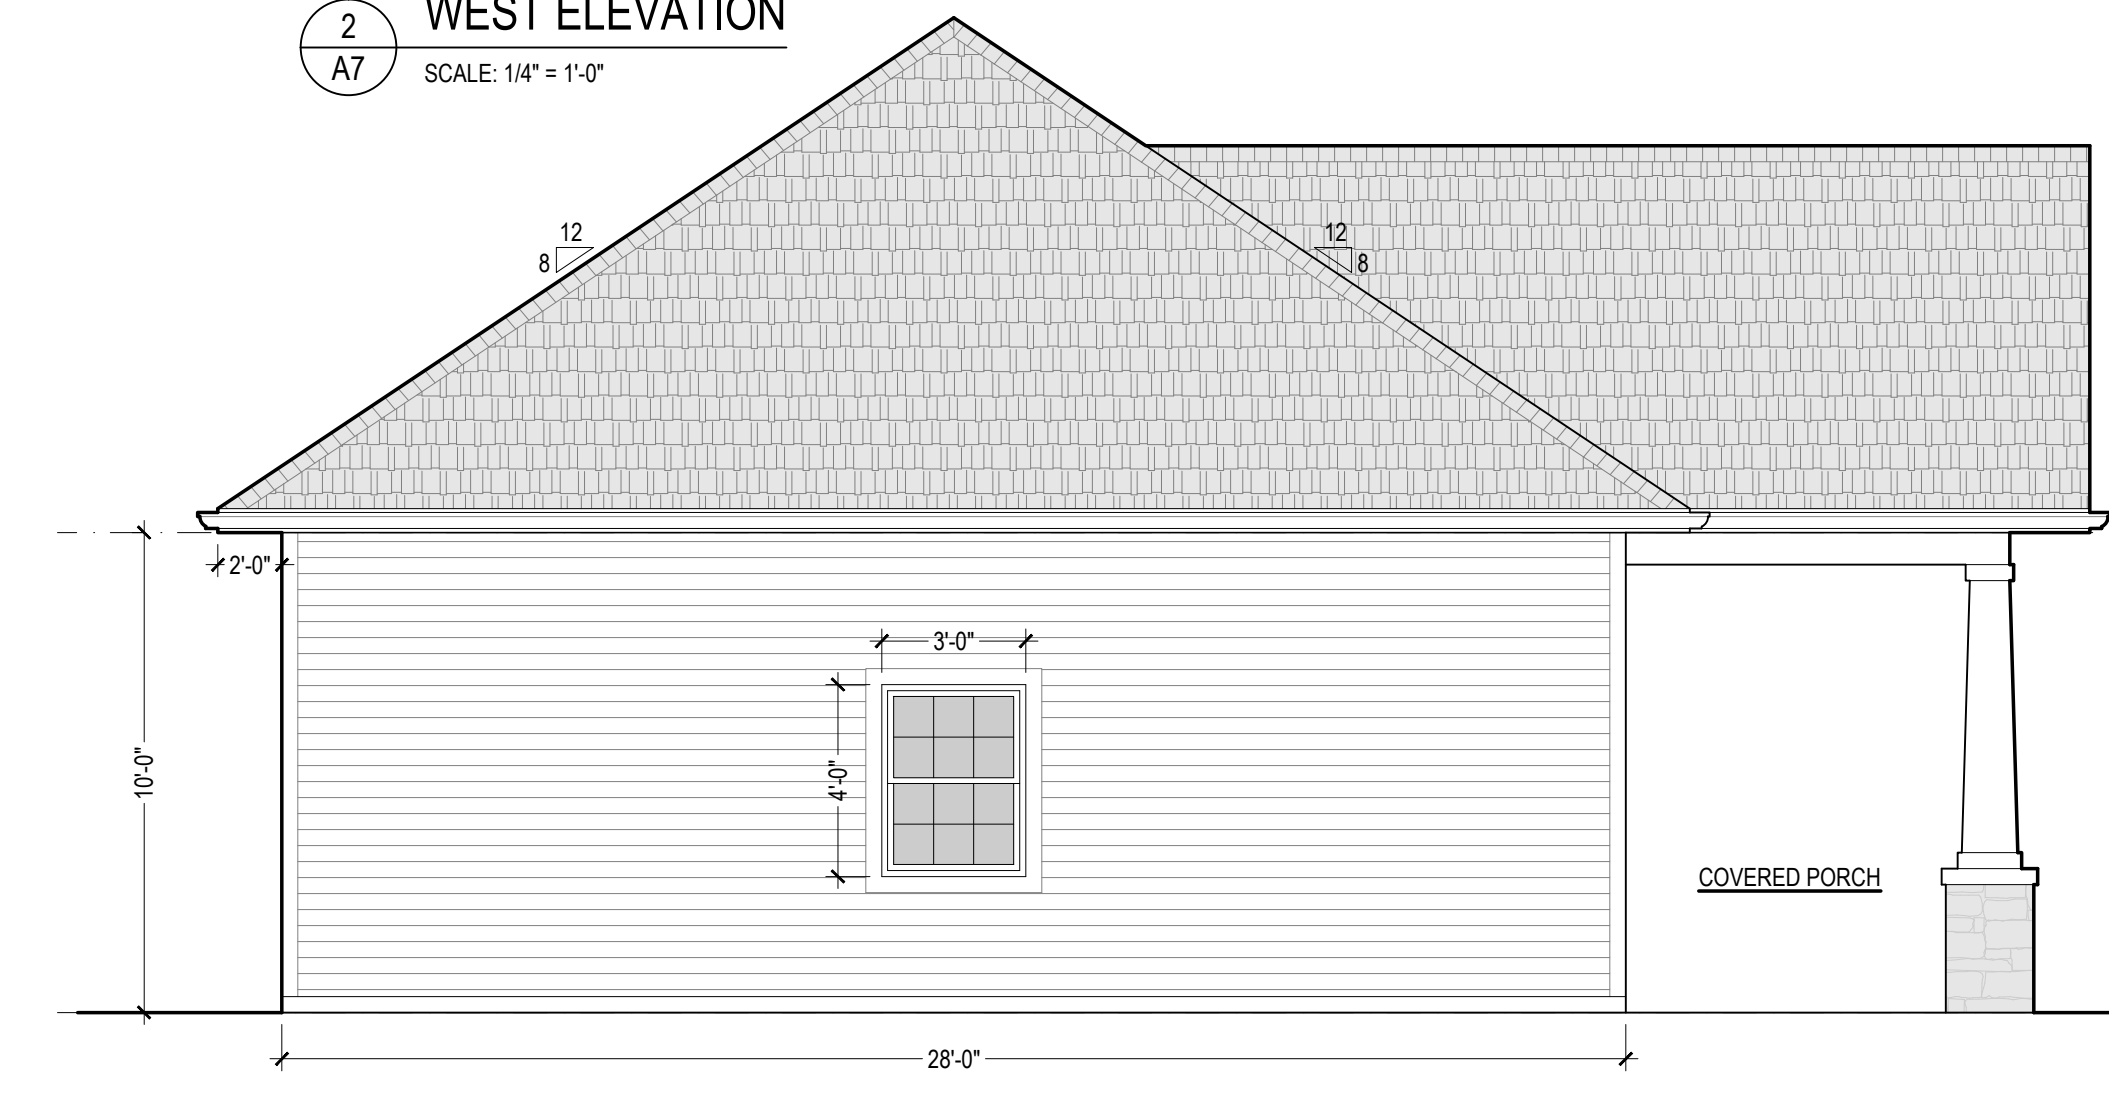 2
WEST ELEVATION
A7
SCALE: 1/4" = 1'-0"
12
8
12
8
2'-0"
3'-0"
10'-0"
4'-0"
COVERED PORCH
28'-0"